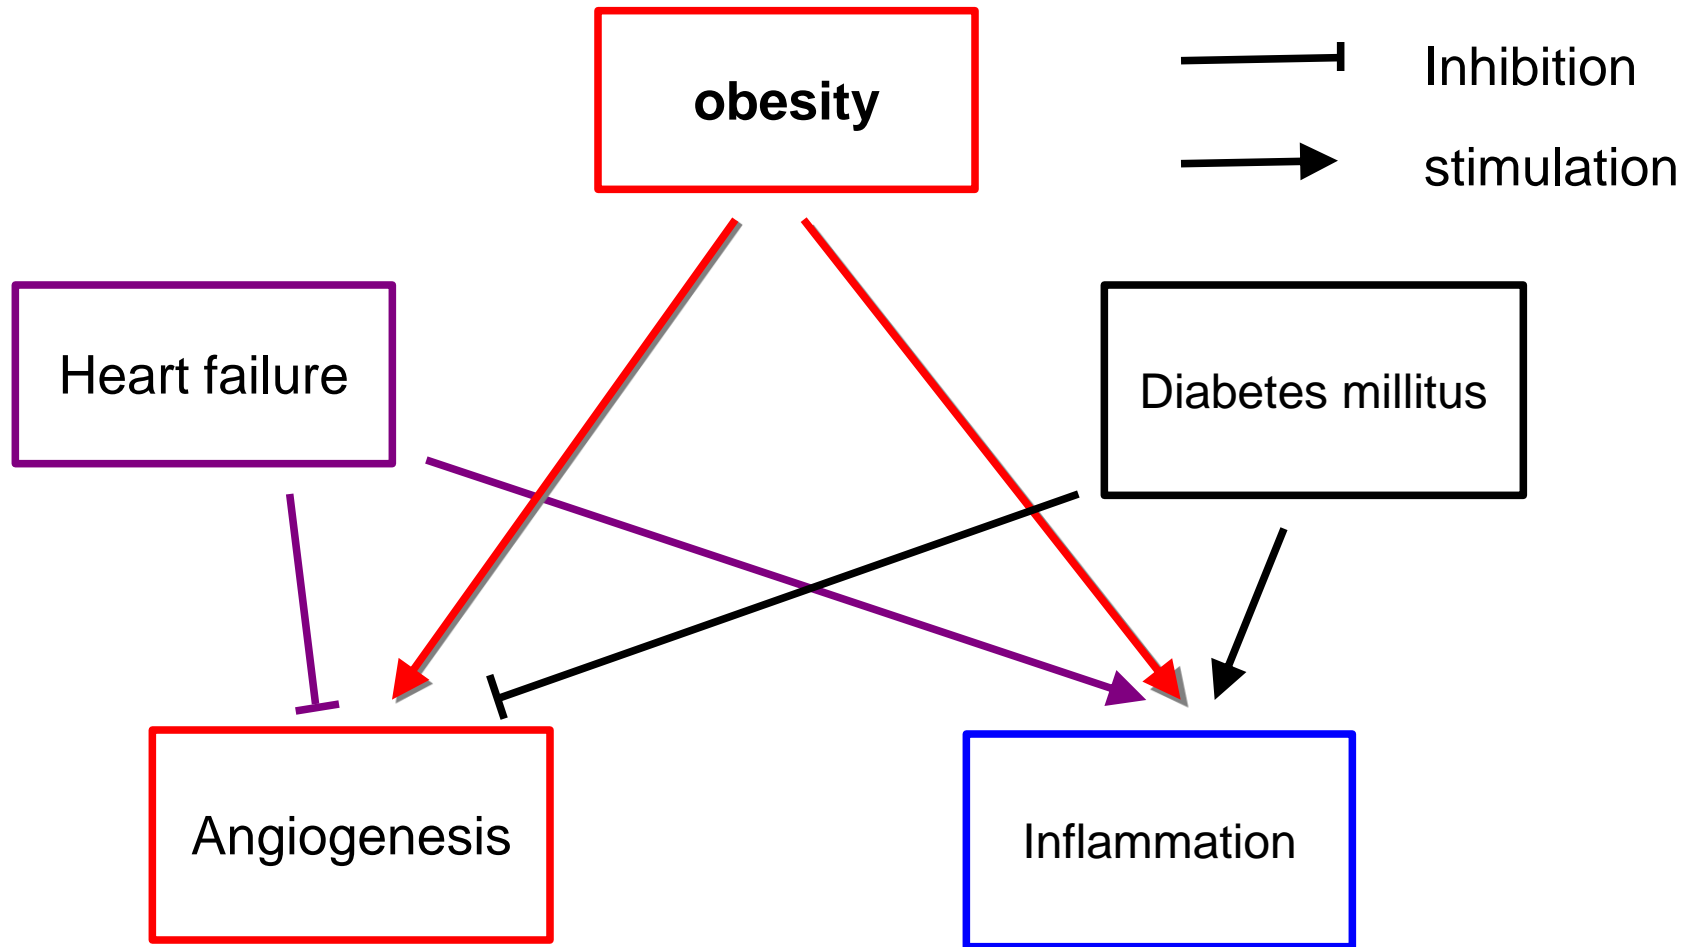 obesity
Inhibition
stimulation
Heart failure
Diabetes millitus
Angiogenesis
Inflammation